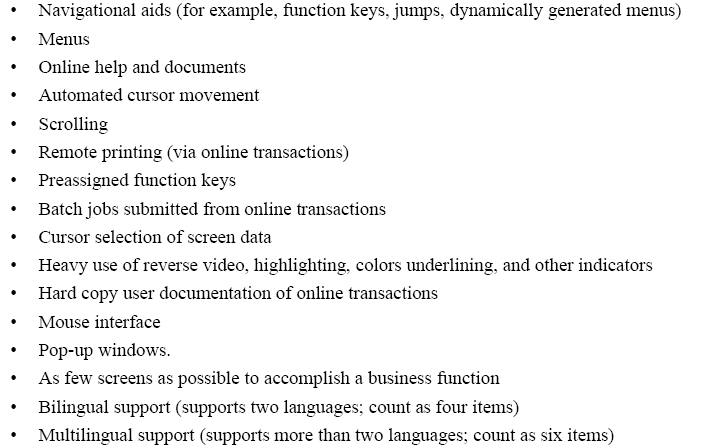 • Navigational aids (for example, function keys, jumps, dynamically generated menus)
• Menus
• Online help and documents
• Automated cursor movement
• Scrolling
• Remote printing (via online transactions)
• Preassigned function keys
• Batch jobs submitted from online transactions
• Cursor selection of screen data
• Heavy use of reverse video, highlighting, colors underlining, and other indicators
• Hard copy user documentation of online transactions
• Mouse interface
• Pop-up windows.
• As few screens as possible to accomplish a business function
• Bilingual support (supports two languages; count as four items)
• Multilingual support (supports more than two languages; count as six items)